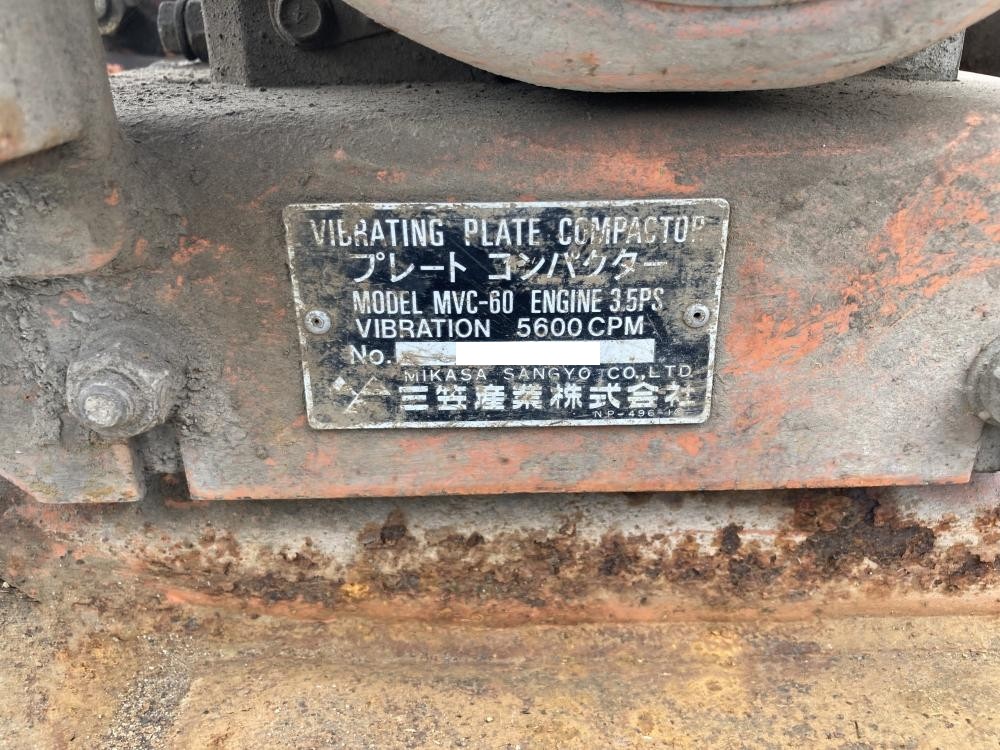 VIBRATING PLATE COMPACTOR
プレート コンパクター
MODEL MVC-60 ENGINE 3.5PS
VIBRATION 5600 CPM
No.
MIKASA SANGYO CO., LTD
三笠産業株式会社